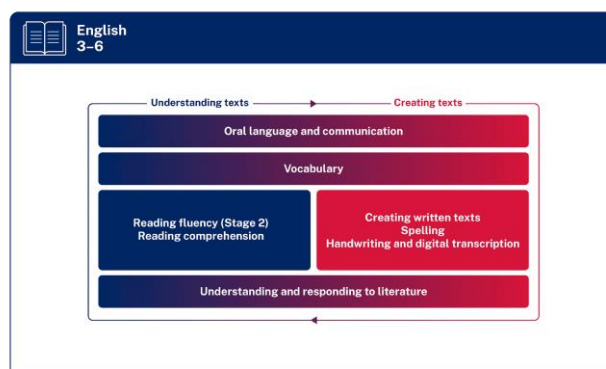 English
3–6
Understanding texts
Creating texts
Oral language and communication
Vocabulary
Reading fluency (Stage 2)
Reading comprehension
Creating written texts
Spelling
Handwriting and digital transcription
Understanding and responding to literature